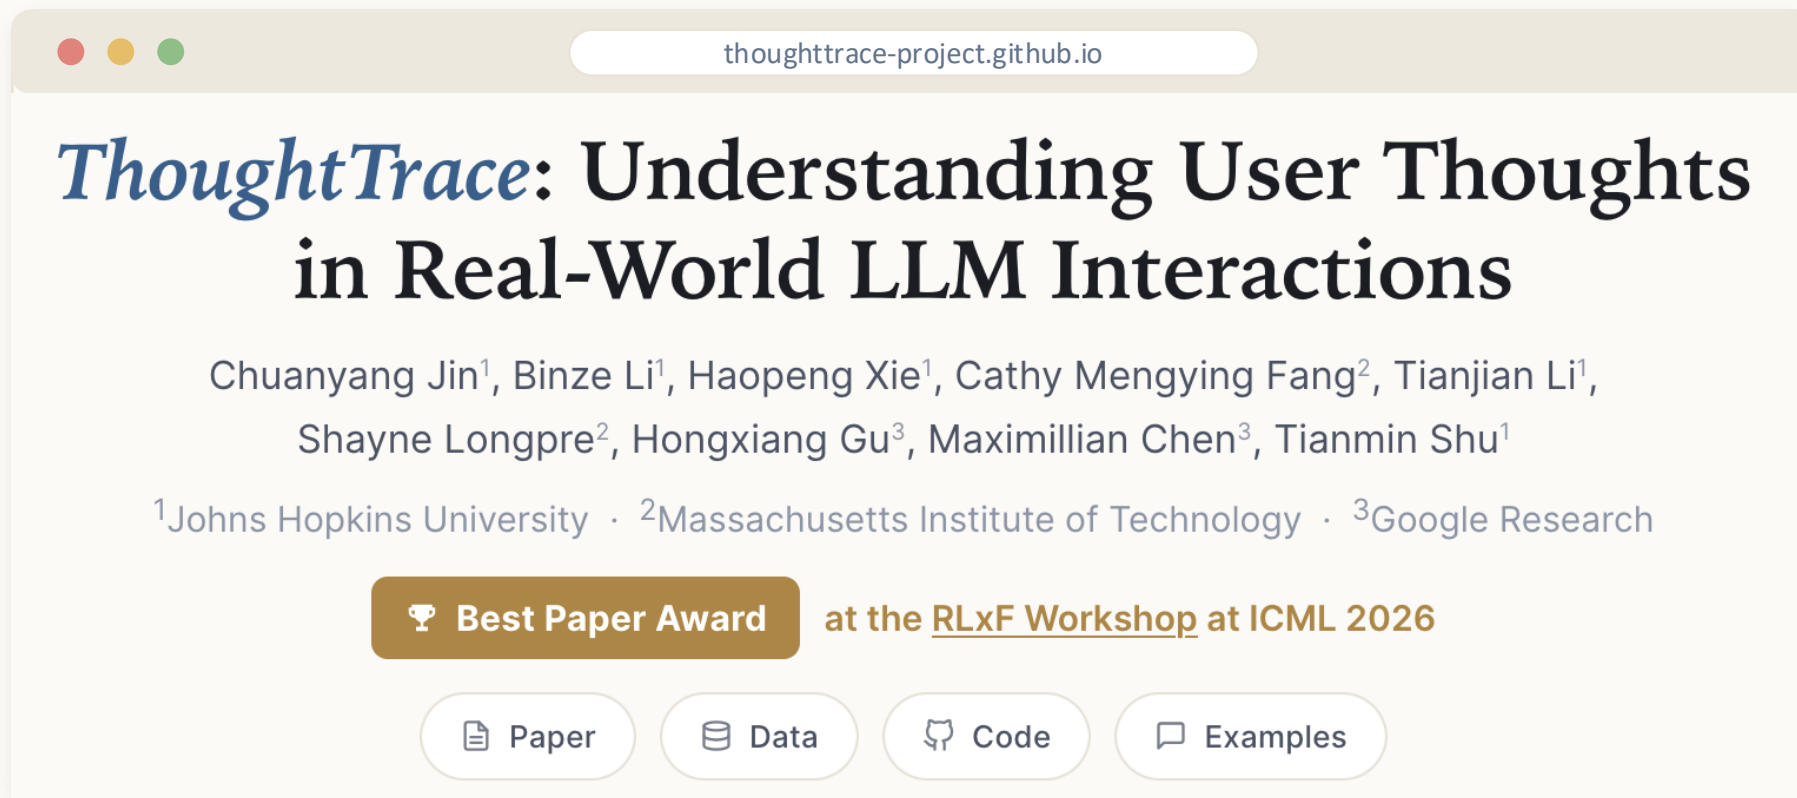 thoughttrace-project.github.io
ThoughtTrace: Understanding User Thoughts
in Real-World LLM Interactions
Chuanyang Jin¹, Binze Li¹, Haopeng Xie¹, Cathy Mengying Fang², Tianjian Li¹,
Shayne Longpre², Hongxiang Gu³, Maximillian Chen³, Tianmin Shu¹
¹Johns Hopkins University · ²Massachusetts Institute of Technology · ³Google Research
Best Paper Award at the RLxF Workshop at ICML 2026
Paper Data Code Examples